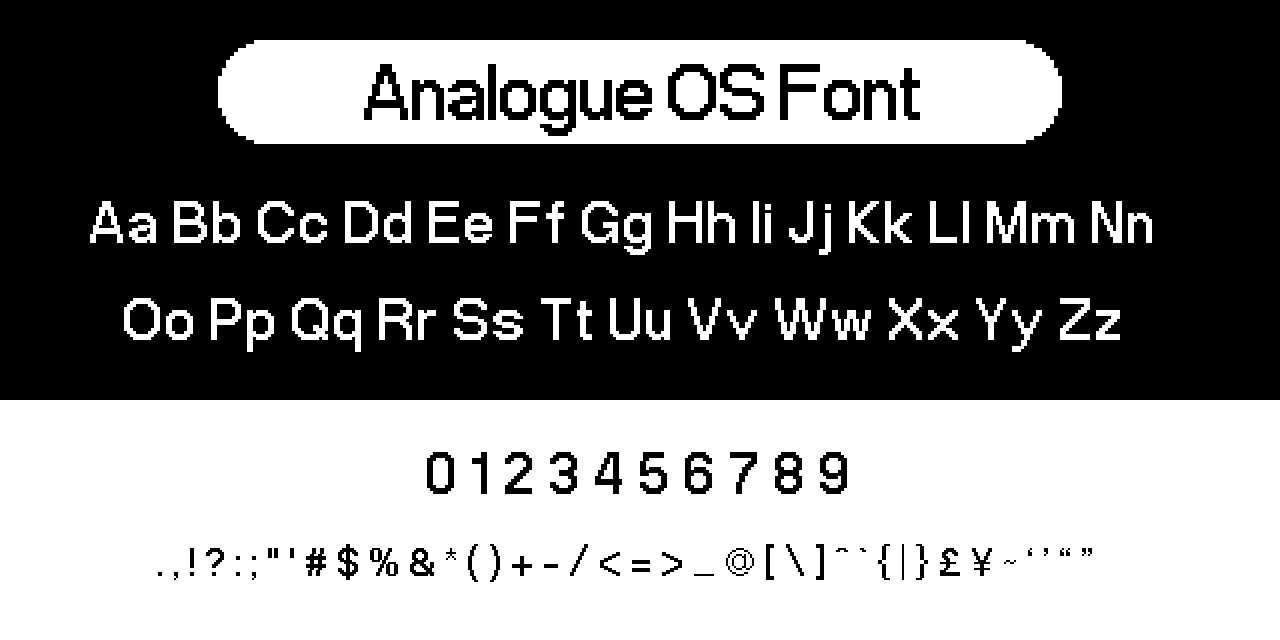 Analogue OS Font
Aa Bb Cc Dd Ee Ff Gg Hh Ii Jj Kk Ll Mm Nn
Oo Pp Qq Rr Ss Tt Uu Vv Ww Xx Yy Zz
0 1 2 3 4 5 6 7 8 9
. , ! ? : ; " ' # $ % & * ( ) + - / < = > _ @ [ \ ] ^ ` { | } £ ¥ ~ ‘ ’ “ ”